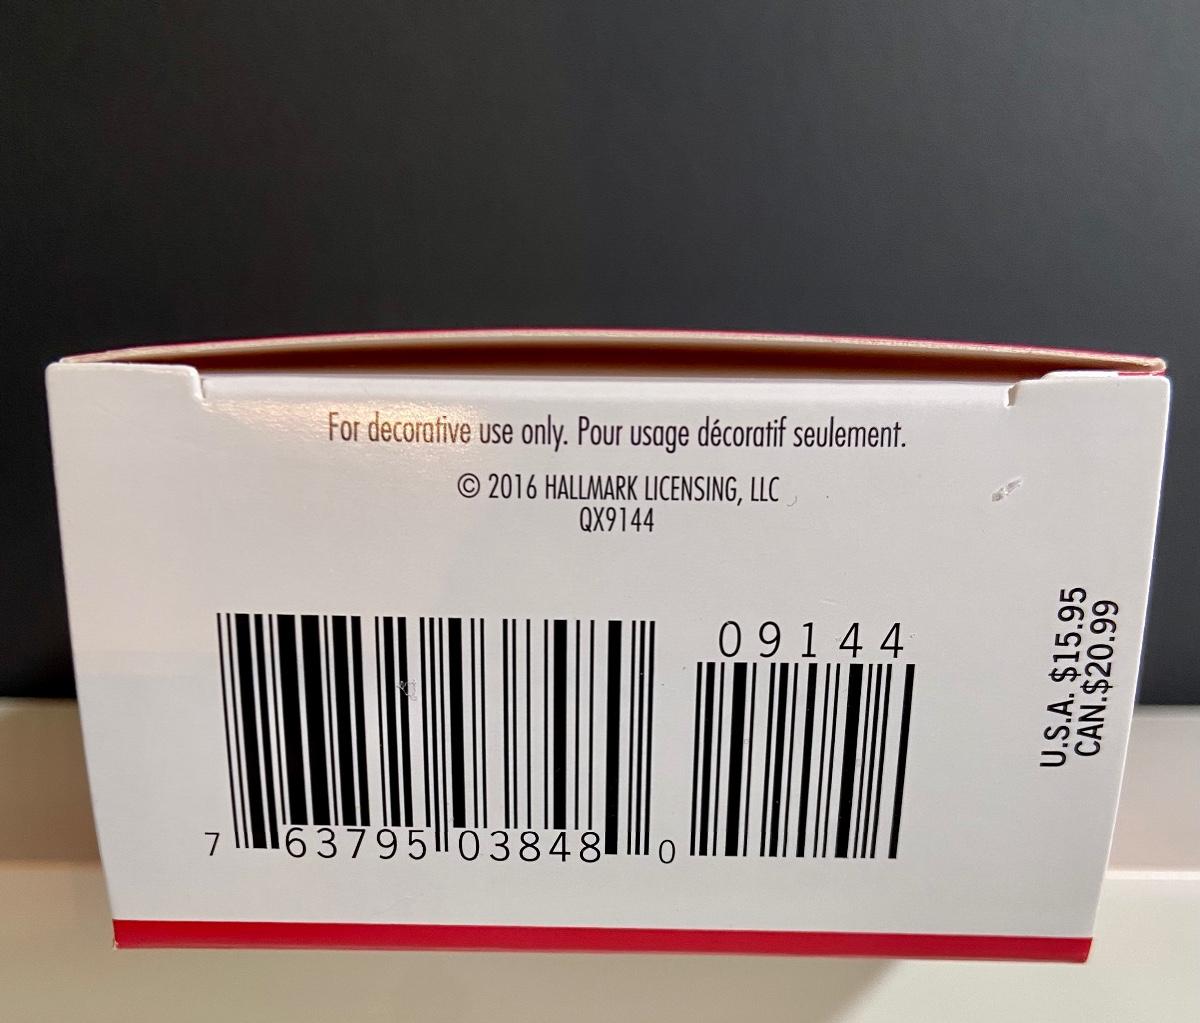 For decorative use only. Pour usage décoratif seulement.
© 2016 HALLMARK LICENSING, LLC
QX9144
09144
7 63795 03848 0
U.S.A. $15.95
CAN.$20.99